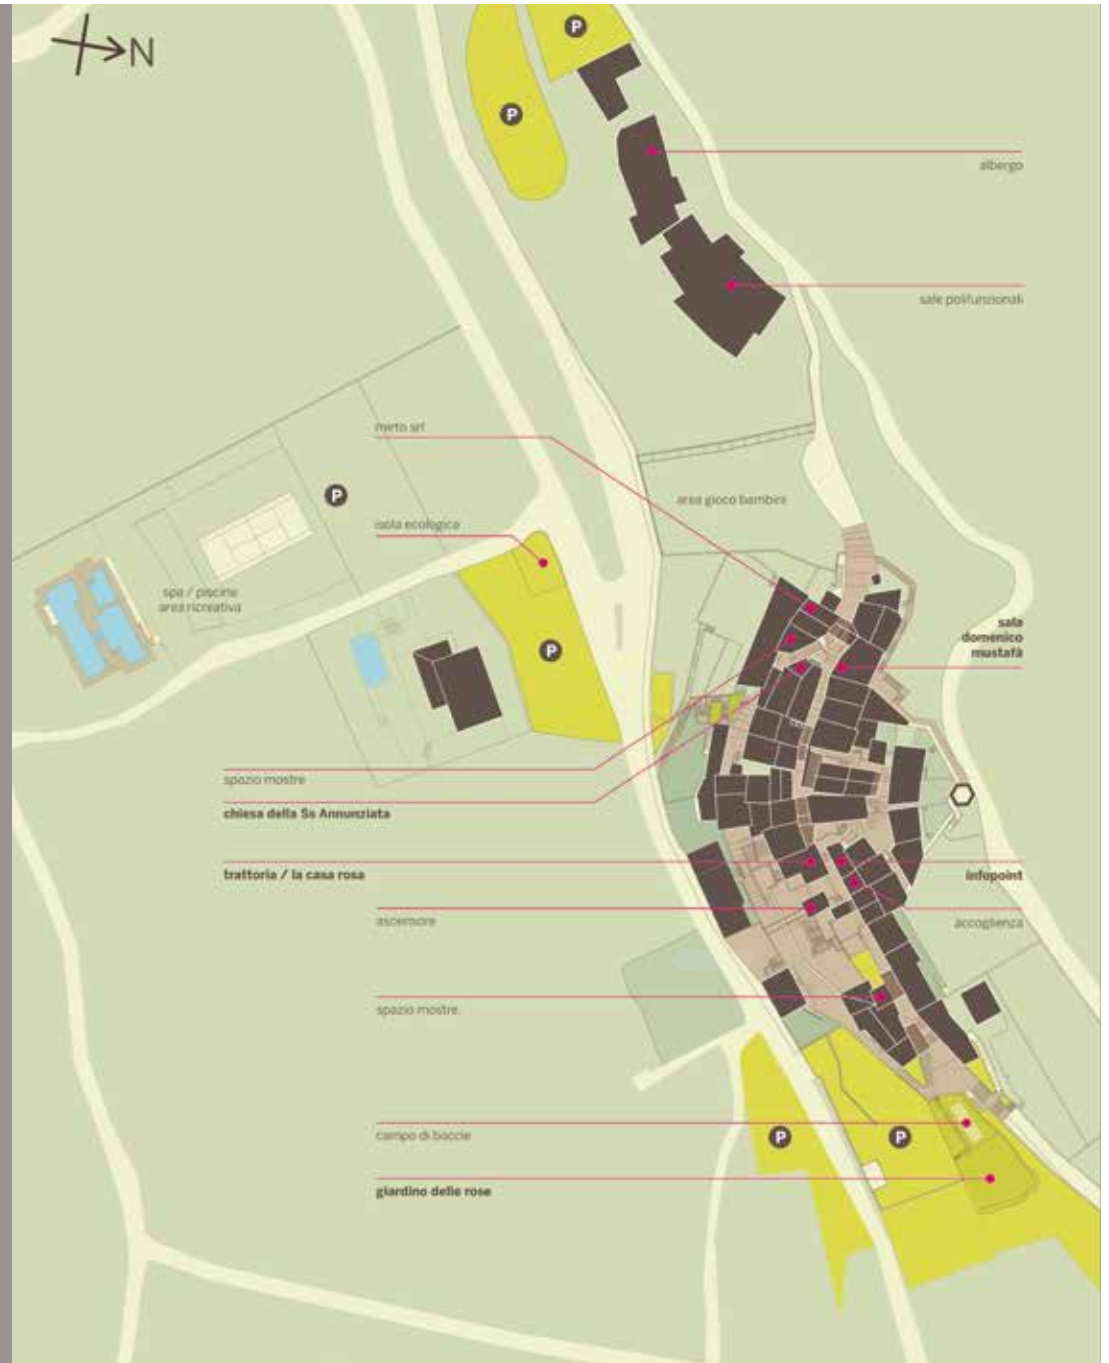 P
N
P
albergo
sale polifunzionali
mirto srl
P
area gioco bambini
isola ecologica
spa / piscine
area ricreativa
sala
domenico
mustafà
P
spazio mostre
chiesa della Ss Annunziata
trattoria / la casa rosa
infopoint
ascensore
accoglienza
spazio mostre
campo di boccie
P
P
giardino delle rose